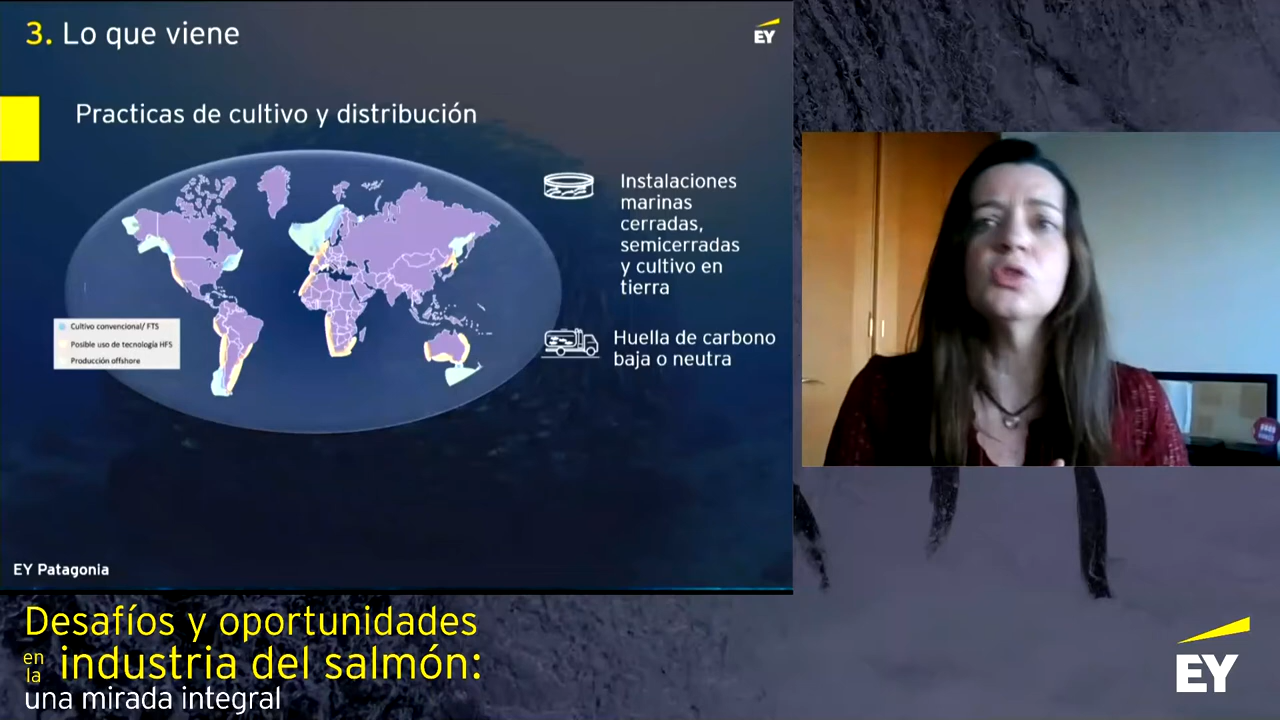 3. Lo que viene
EY
Practicas de cultivo y distribución
Instalaciones
marinas
cerradas,
semicerradas
y cultivo en
tierra
Cultivo convencional/ FTS
Posible uso de tecnología HFS
Producción offshore
Huella de carbono
baja o neutra
EY Patagonia
Desafíos y oportunidades
en la industria del salmón:
una mirada integral
EY